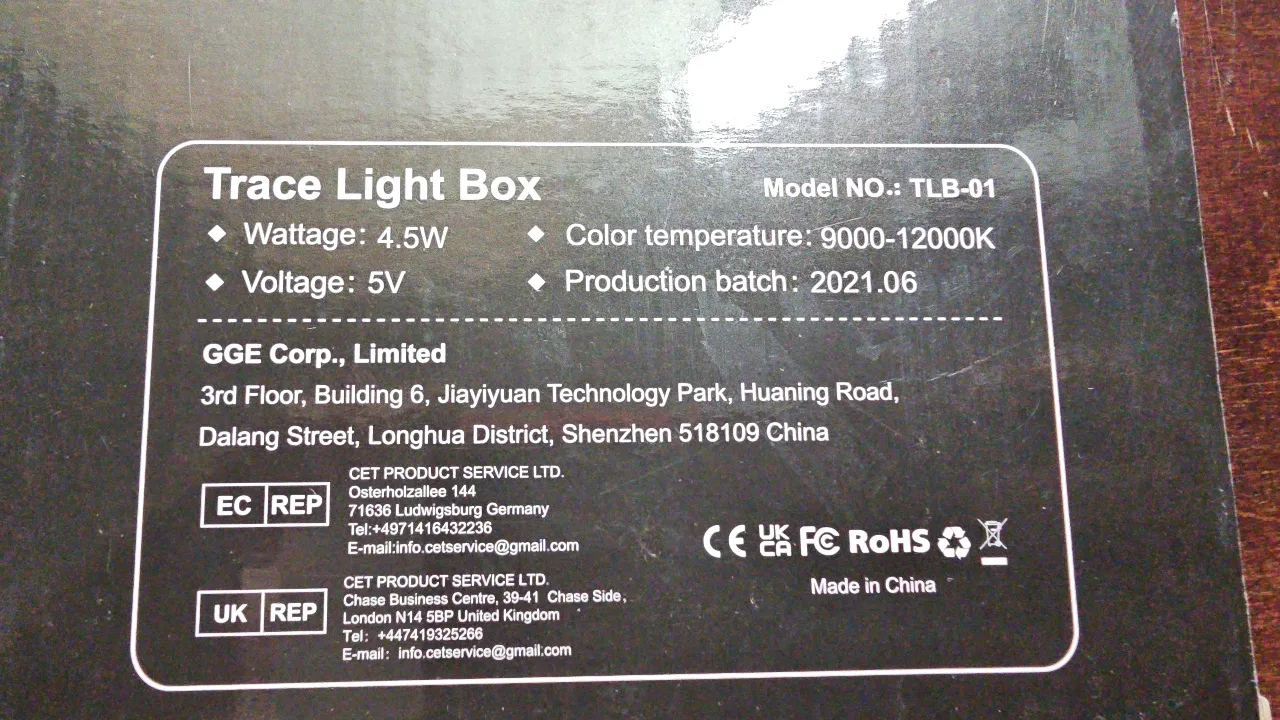 Trace Light Box
Model NO.: TLB-01
◆ Wattage: 4.5W
◆ Color temperature: 9000-12000K
◆ Voltage: 5V
◆ Production batch: 2021.06
GGE Corp., Limited
3rd Floor, Building 6, Jiayiyuan Technology Park, Huaning Road,
Dalang Street, Longhua District, Shenzhen 518109 China
EC REP
CET PRODUCT SERVICE LTD.
Osterholzallee 144
71636 Ludwigsburg Germany
Tel:+4971416432236
E-mail:info.cetservice@gmail.com
UK REP
CET PRODUCT SERVICE LTD.
Chase Business Centre, 39-41 Chase Side,
London N14 5BP United Kingdom
Tel: +447419325266
E-mail: info.cetservice@gmail.com
CE UK CA FC RoHS
Made in China